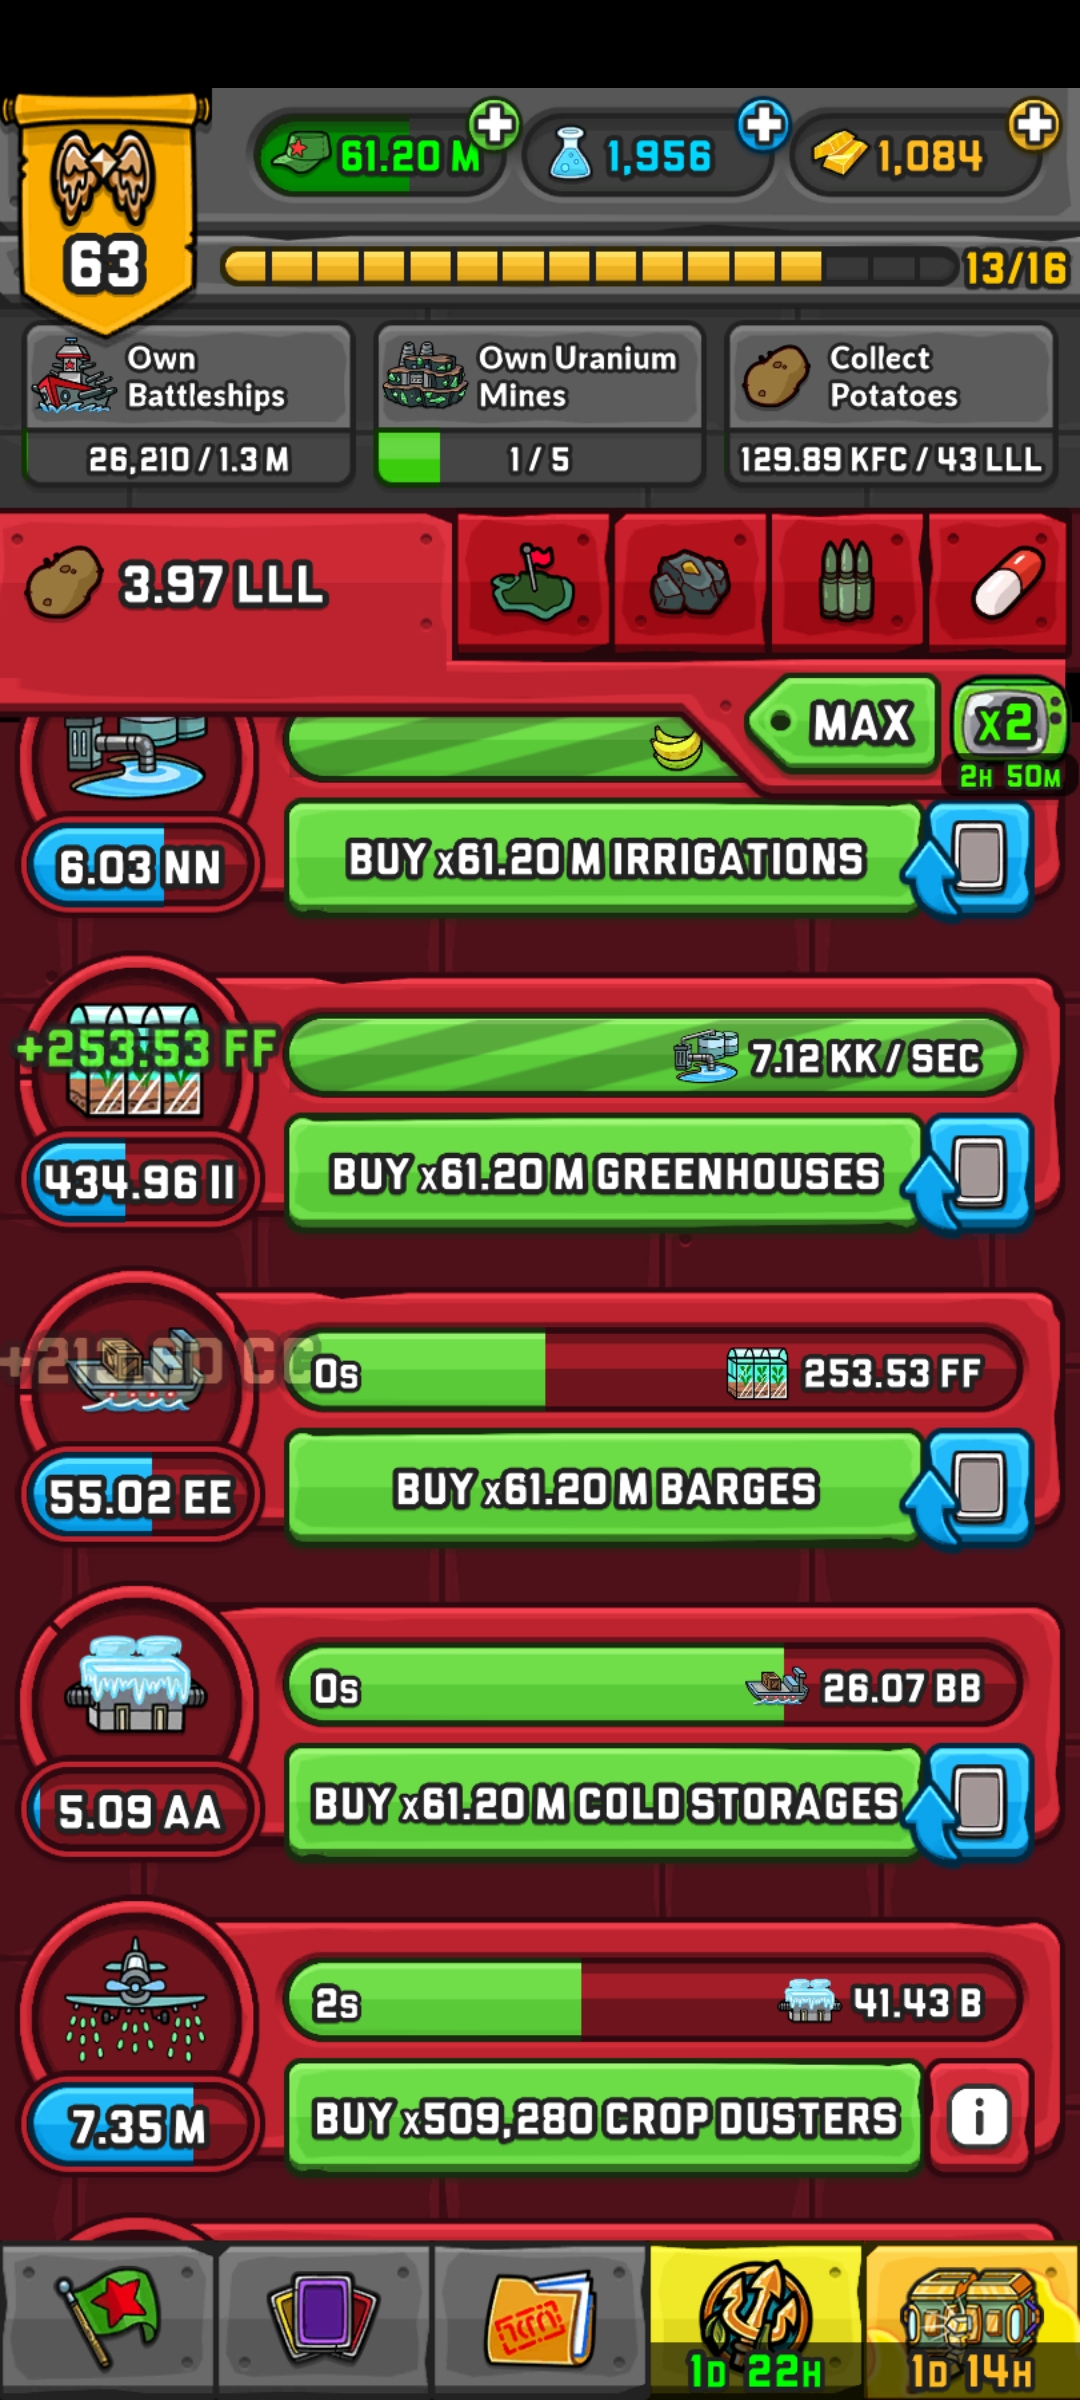 61.20 M
1,956
1,084
63
13/16
Own
Battleships
26,210 / 1.3 M
Own Uranium
Mines
1 / 5
Collect
Potatoes
129.89 KFC / 43 LLL
3.97 LLL
MAX
x2
2H 50M
6.03 NN
BUY x61.20 M IRRIGATIONS
+253.53 FF
7.12 KK / SEC
434.96 II
BUY x61.20 M GREENHOUSES
0s
253.53 FF
55.02 EE
BUY x61.20 M BARGES
0s
26.07 BB
5.09 AA
BUY x61.20 M COLD STORAGES
2s
41.43 B
7.35 M
BUY x509,280 CROP DUSTERS
i
1D 22H
1D 14H